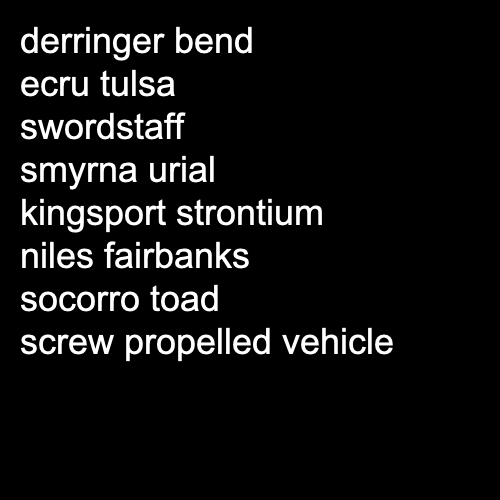 derringer bend
ecru tulsa
swordstaff
smyrna urial
kingsport strontium
niles fairbanks
socorro toad
screw propelled vehicle